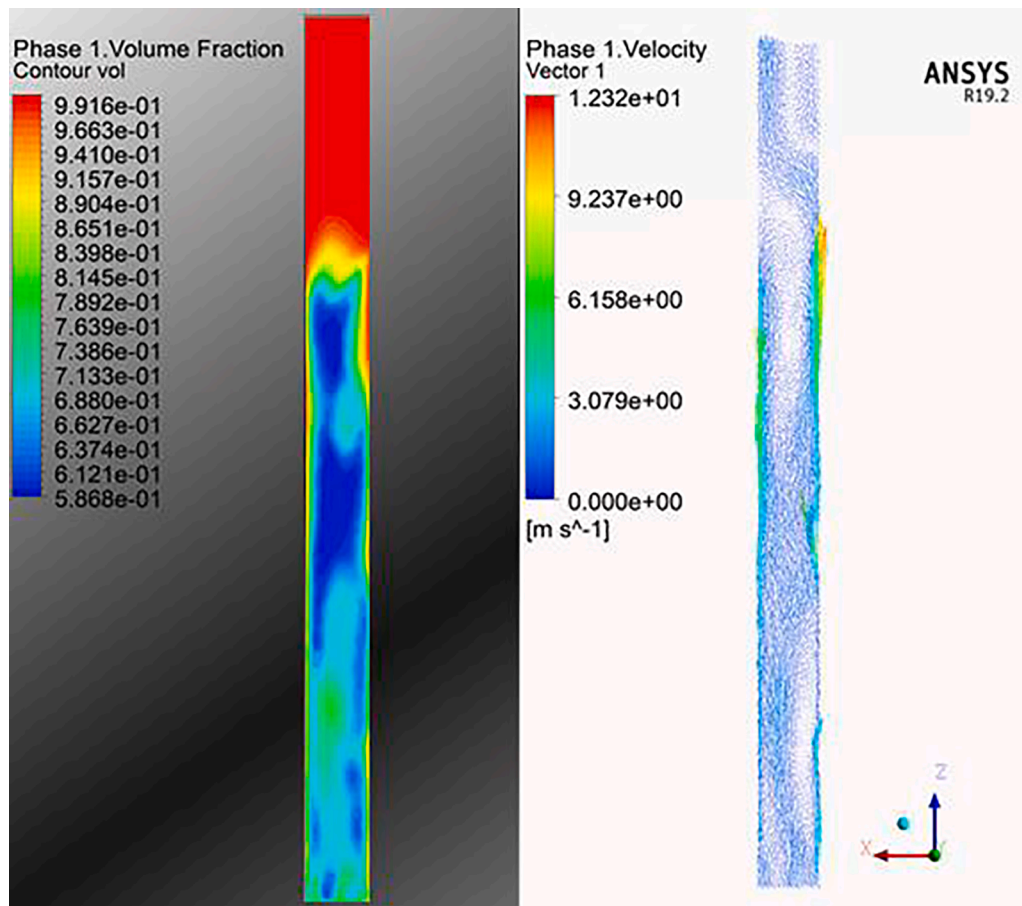 Phase 1.Volume Fraction
Contour vol
9.916e-01
9.663e-01
9.410e-01
9.157e-01
8.904e-01
8.651e-01
8.398e-01
8.145e-01
7.892e-01
7.639e-01
7.386e-01
7.133e-01
6.880e-01
6.627e-01
6.374e-01
6.121e-01
5.868e-01
Phase 1.Velocity
Vector 1
1.232e+01
9.237e+00
6.158e+00
3.079e+00
0.000e+00
[m s^-1]
ANSYS
R19.2
Z
X
Y